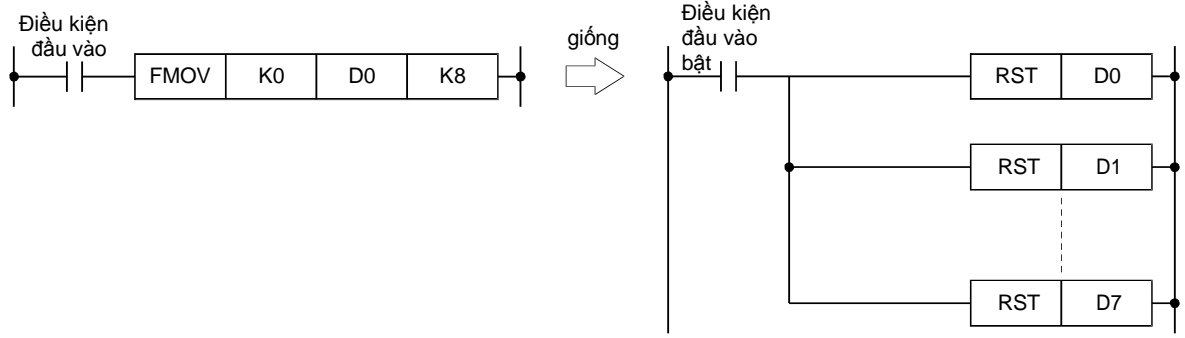 Điều kiện
đầu vào
FMOV K0 D0 K8
giống
Điều kiện
đầu vào
bật
RST D0
RST D1
RST D7